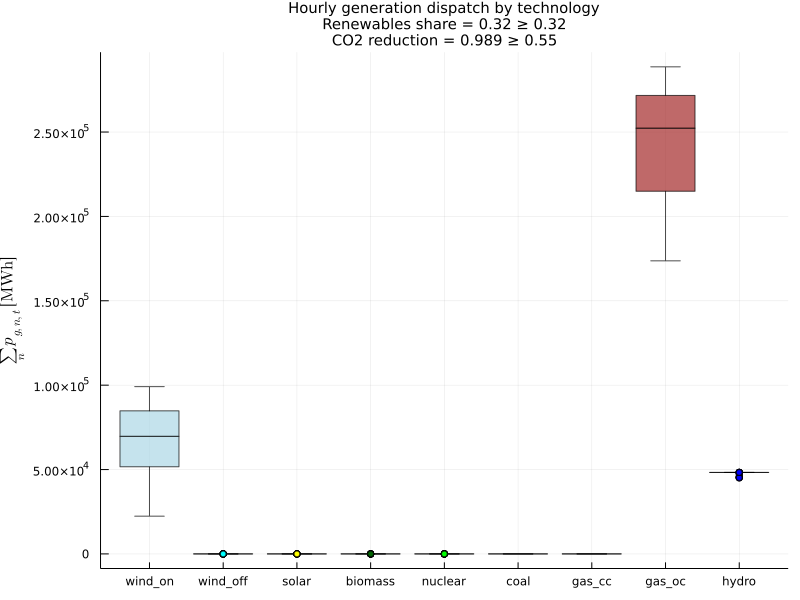 Hourly generation dispatch by technology
Renewables share = 0.32 ≥ 0.32
CO2 reduction = 0.989 ≥ 0.55
∑ₙ p_{g, n, t} [MWh]
2.50×10⁵
2.00×10⁵
1.50×10⁵
1.00×10⁵
5.00×10⁴
0
wind_on wind_off solar biomass nuclear coal gas_cc gas_oc hydro